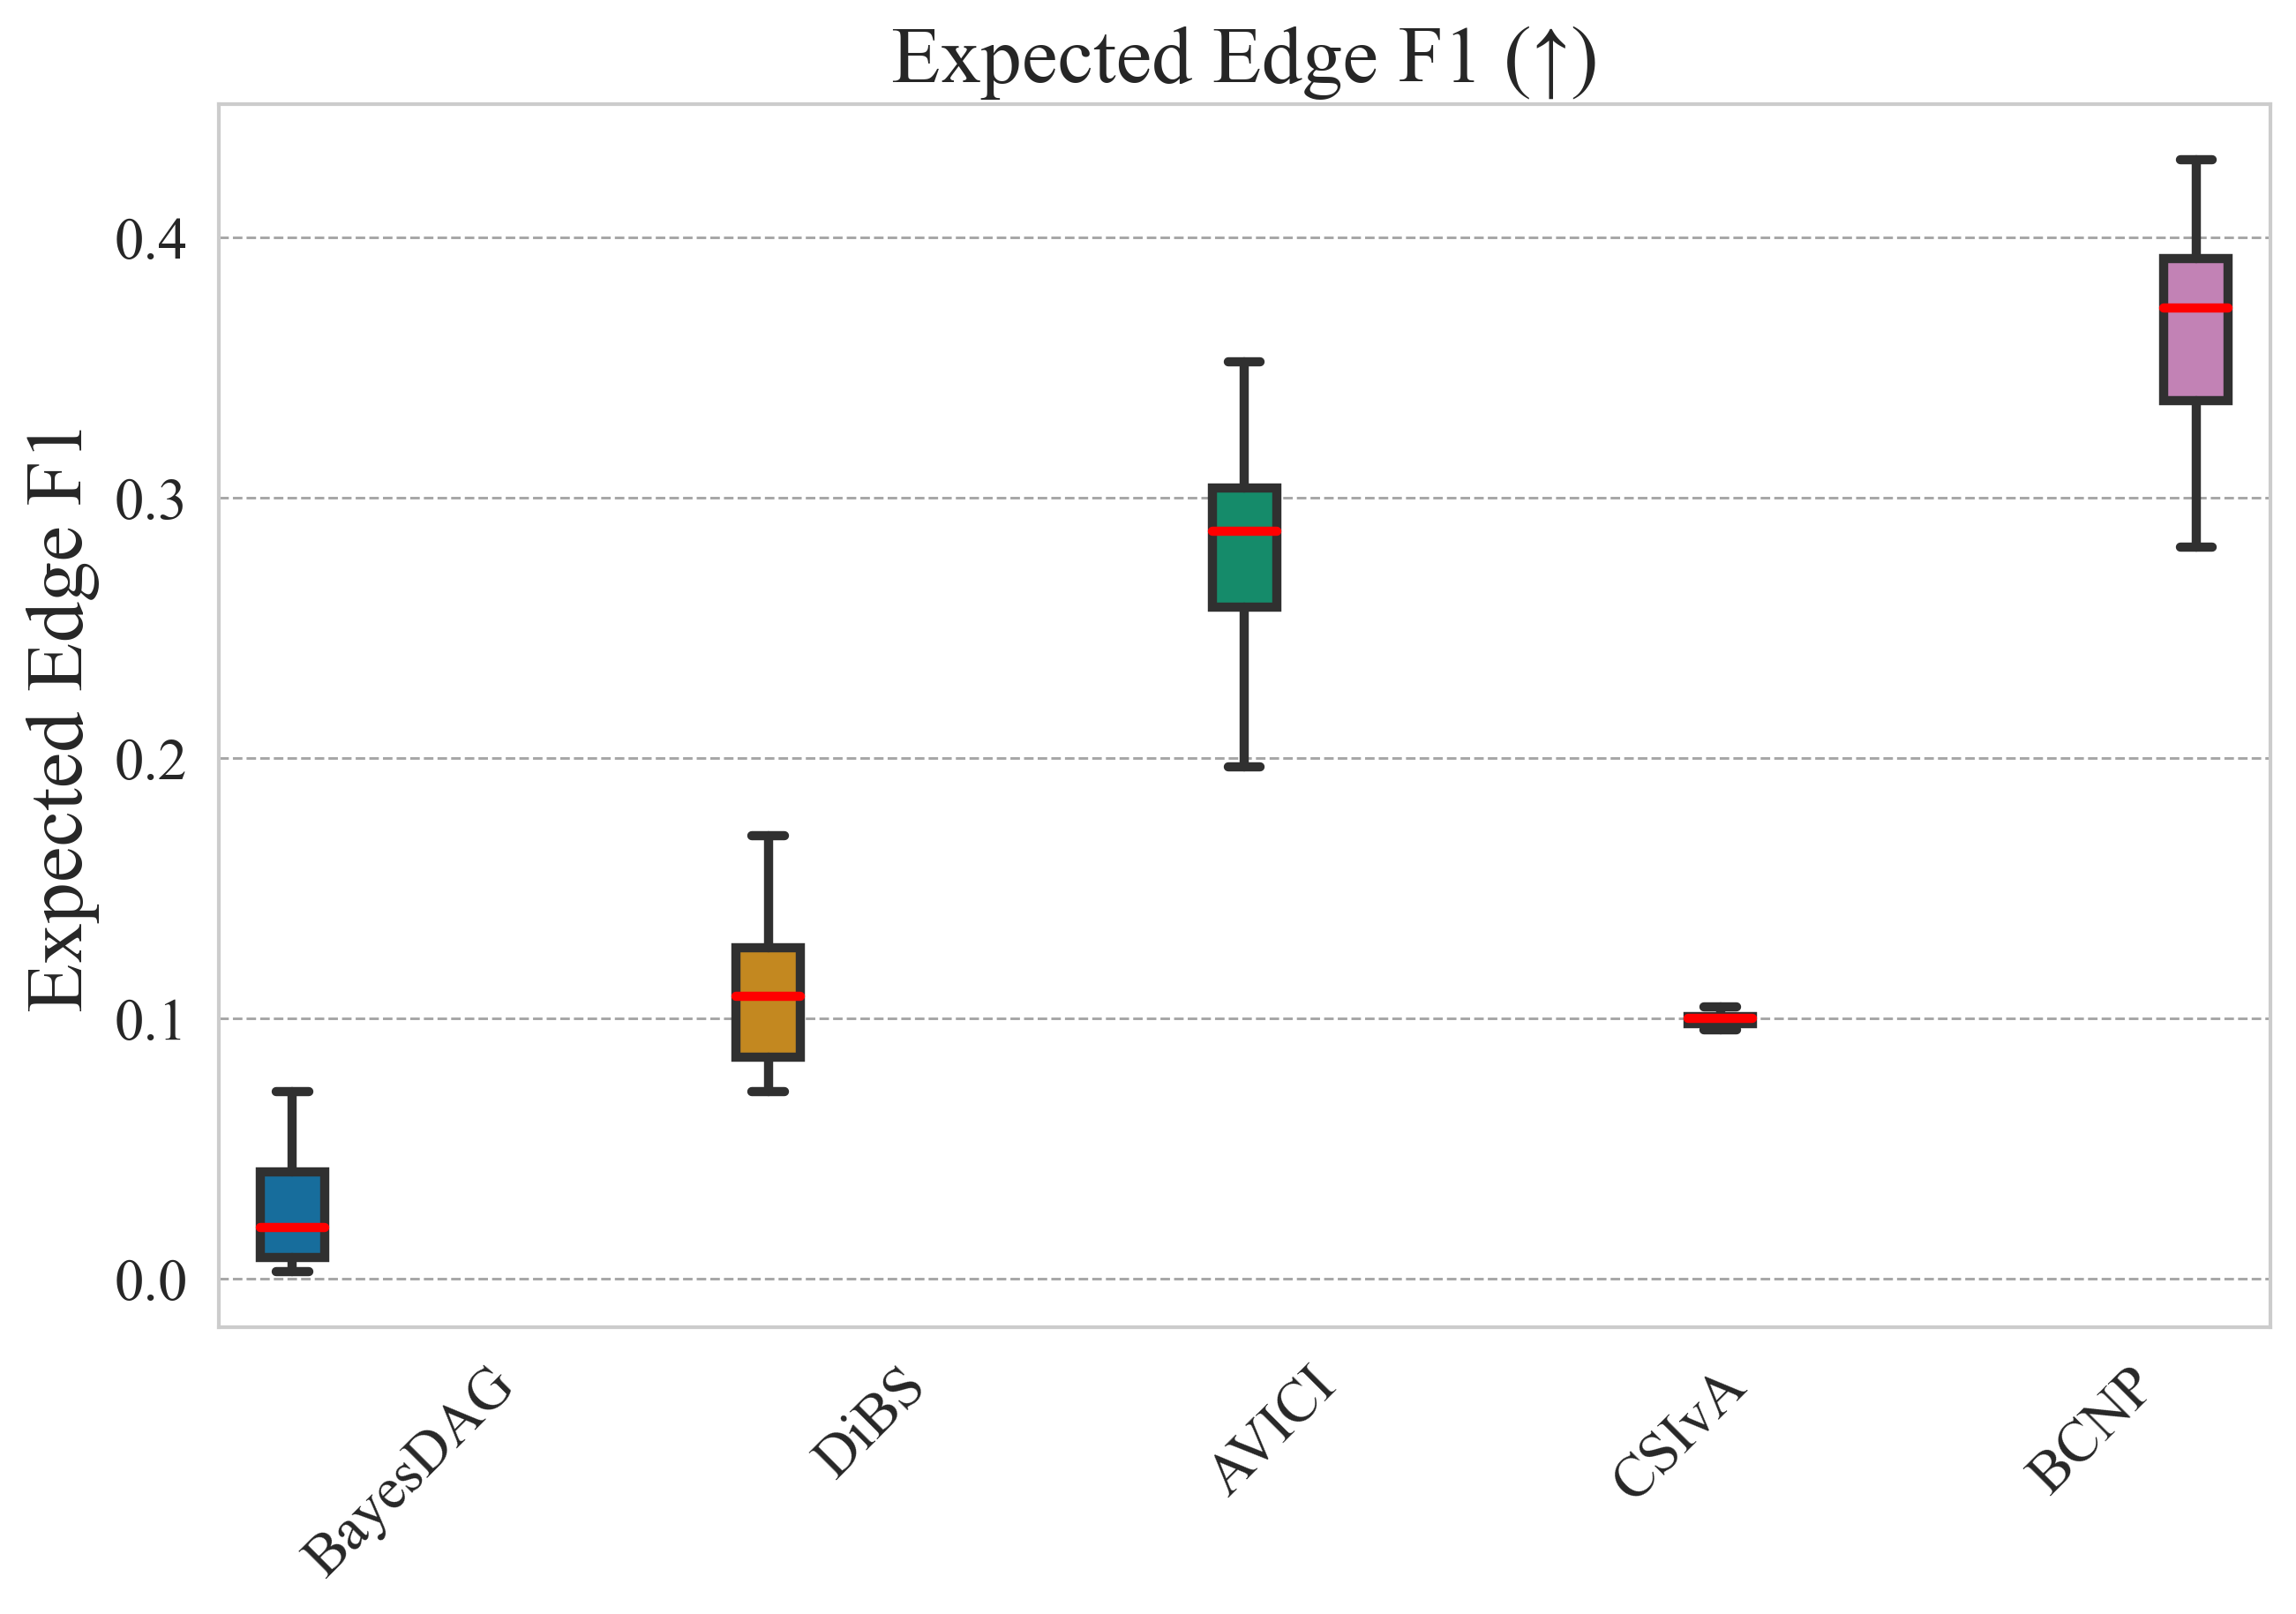 Expected Edge F1 (↑)
Expected Edge F1
0.4
0.3
0.2
0.1
0.0
BayesDAG
DiBS
AVICI
CSIvA
BCNP